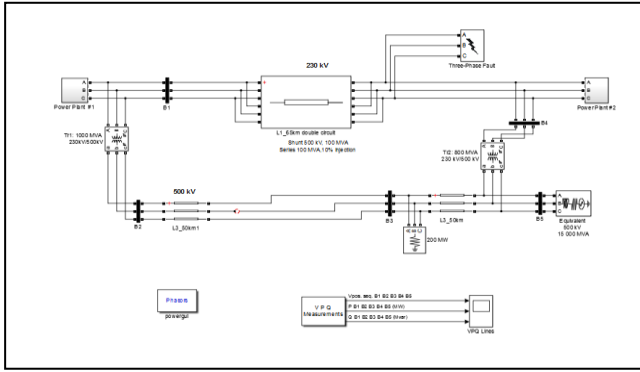 230 kV
A
B
C
Three-Phase Fault
A
B
C
Power Plant #1
B1
A
B
C
Power Plant #2
L1_50km double circuit
Shunt 500 kV, 100 MVA
Series 100 MVA,10% injection
B4
Tr1: 1000 MVA
230kV/500kV
Tr2: 800 MVA
230 kV/500 kV
500 kV
B2
L3_50km1
B3
L3_50km
B5
A
B
C
A B C
200 MW
Equivalent
500 kV
15 000 MVA
Phasors
powergui
V P Q
Measurements
Vpos. seq. B1 B2 B3 B4 B5
P B1 B2 B3 B4 B5 (MW)
Q B1 B2 B3 B4 B5 (Mvar)
VPQ Lines